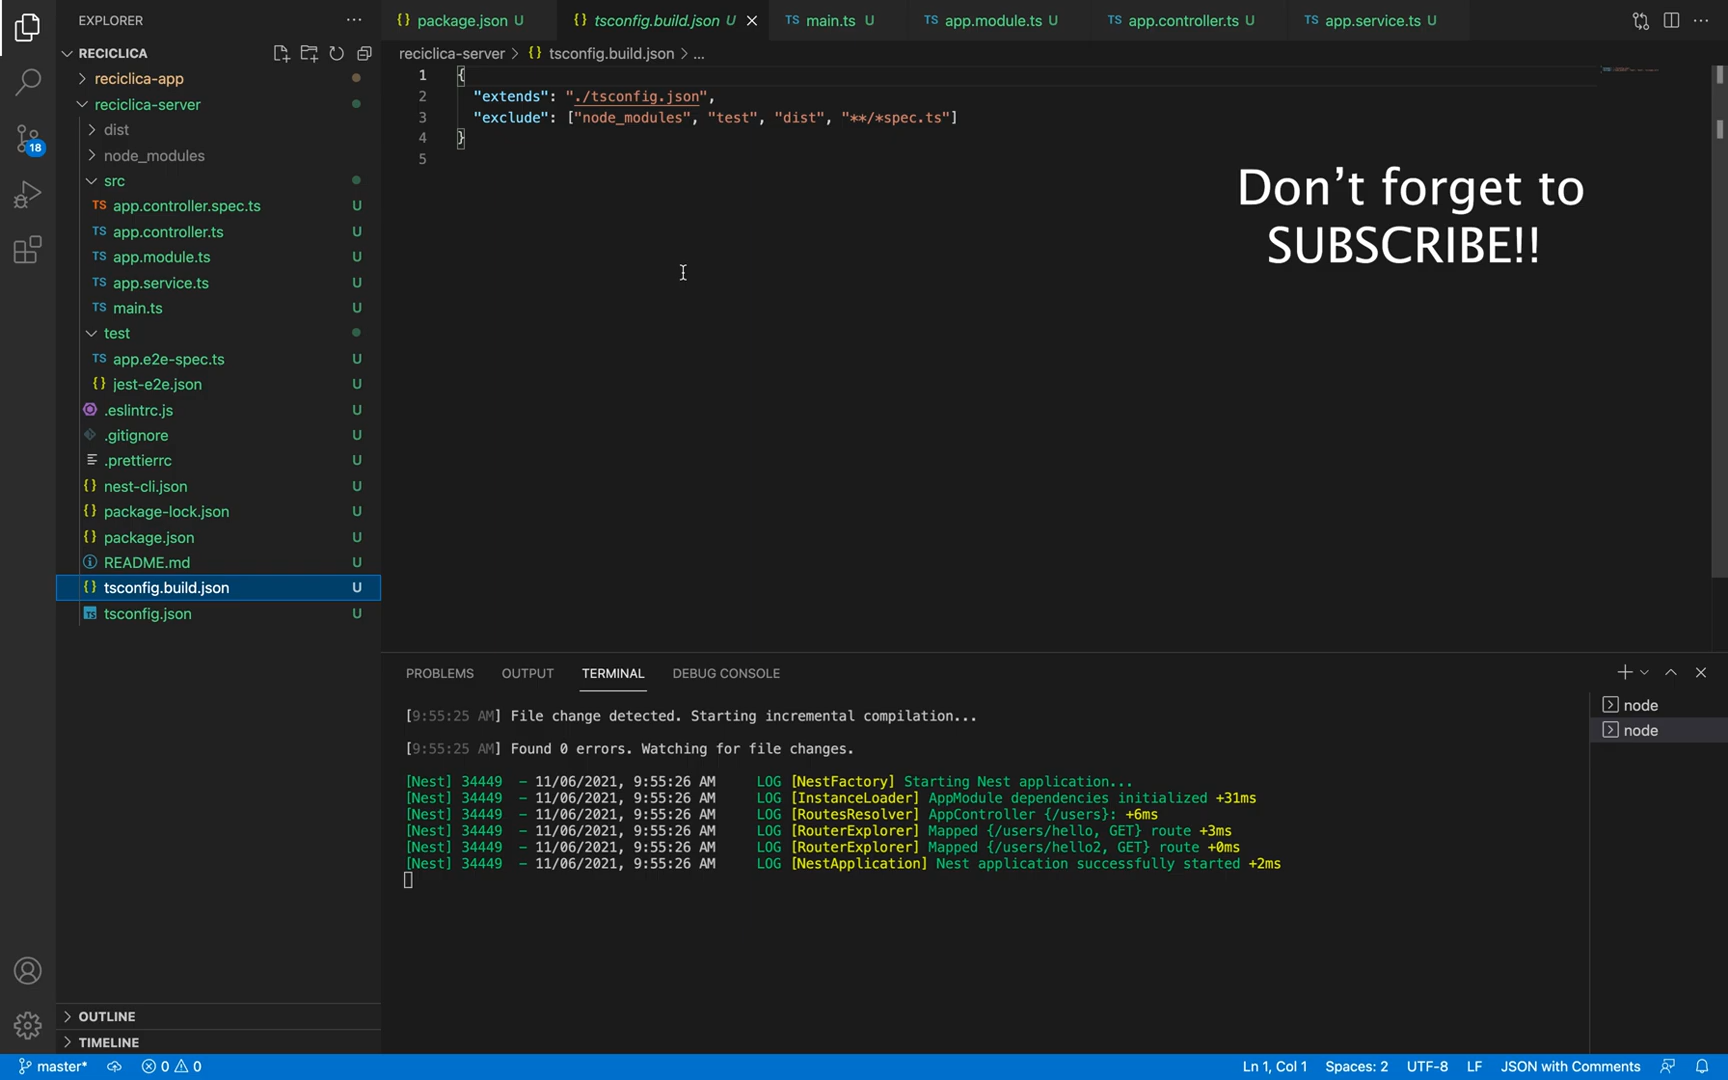 EXPLORER
RECICLICA
reciclica-app
reciclica-server
dist
node_modules
src
TS app.controller.spec.ts U
TS app.controller.ts U
TS app.module.ts U
TS app.service.ts U
TS main.ts U
test
TS app.e2e-spec.ts U
{} jest-e2e.json U
.eslintrc.js U
.gitignore U
.prettierrc U
{} nest-cli.json U
{} package-lock.json U
{} package.json U
README.md U
{} tsconfig.build.json U
TS tsconfig.json U
OUTLINE
TIMELINE
18
{} package.json U
{} tsconfig.build.json U
TS main.ts U
TS app.module.ts U
TS app.controller.ts U
TS app.service.ts U
reciclica-server > {} tsconfig.build.json > ...
1 {
2 "extends": "./tsconfig.json",
3 "exclude": ["node_modules", "test", "dist", "**/*spec.ts"]
4 }
5
Don't forget to
SUBSCRIBE!!
PROBLEMS OUTPUT TERMINAL DEBUG CONSOLE
[9:55:25 AM] File change detected. Starting incremental compilation...
[9:55:25 AM] Found 0 errors. Watching for file changes.
[Nest] 34449 - 11/06/2021, 9:55:26 AM LOG [NestFactory] Starting Nest application...
[Nest] 34449 - 11/06/2021, 9:55:26 AM LOG [InstanceLoader] AppModule dependencies initialized +31ms
[Nest] 34449 - 11/06/2021, 9:55:26 AM LOG [RoutesResolver] AppController {/users}: +6ms
[Nest] 34449 - 11/06/2021, 9:55:26 AM LOG [RouterExplorer] Mapped {/users/hello, GET} route +3ms
[Nest] 34449 - 11/06/2021, 9:55:26 AM LOG [RouterExplorer] Mapped {/users/hello2, GET} route +0ms
[Nest] 34449 - 11/06/2021, 9:55:26 AM LOG [NestApplication] Nest application successfully started +2ms
node
node
master* 0 0 Ln 1, Col 1 Spaces: 2 UTF-8 LF JSON with Comments